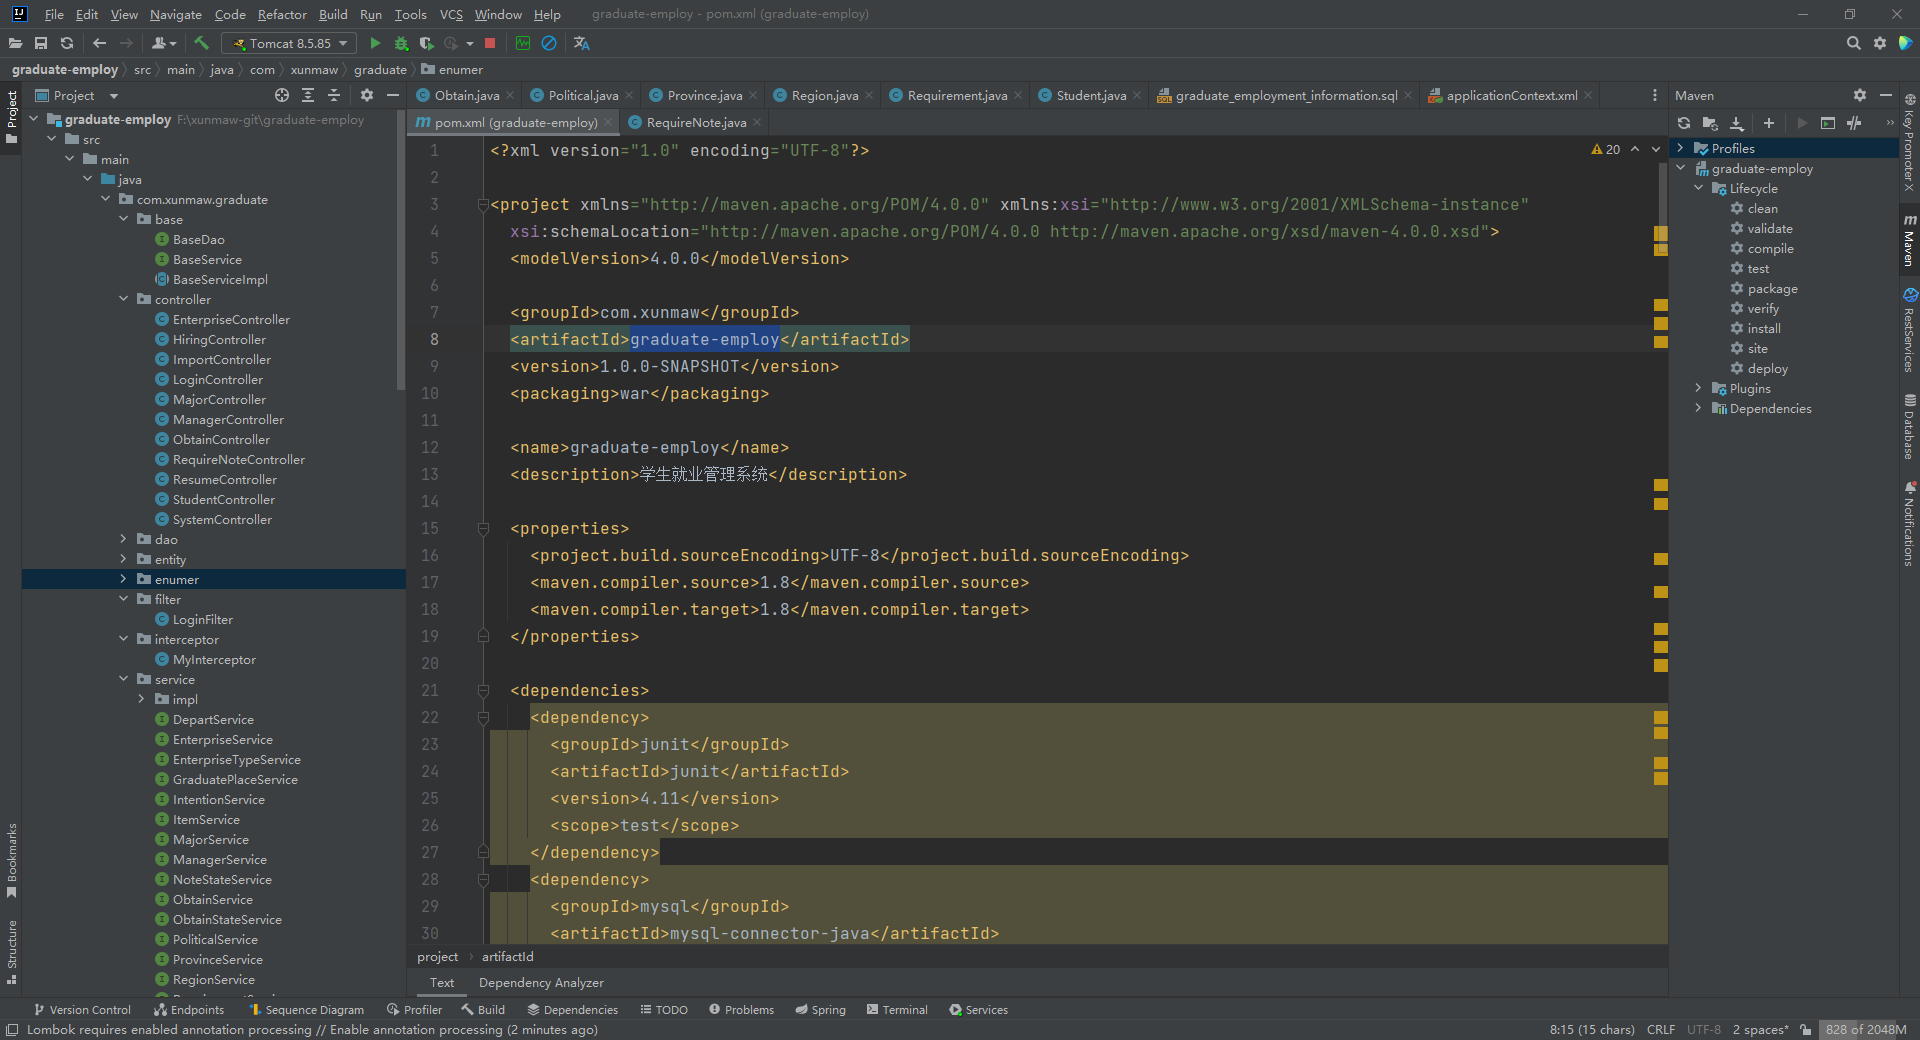 File Edit View Navigate Code Refactor Build Run Tools VCS Window Help graduate-employ - pom.xml (graduate-employ)
Tomcat 8.5.85
graduate-employ src main java com xunmaw graduate enumer
Project
Obtain.java Political.java Province.java Region.java Requirement.java Student.java graduate_employment_information.sql applicationContext.xml
pom.xml (graduate-employ) RequireNote.java
Project
graduate-employ F:\xunmaw-git\graduate-employ
src
main
java
com.xunmaw.graduate
base
BaseDao
BaseService
BaseServiceImpl
controller
EnterpriseController
HiringController
ImportController
LoginController
MajorController
ManagerController
ObtainController
RequireNoteController
ResumeController
StudentController
SystemController
dao
entity
enumer
filter
LoginFilter
interceptor
MyInterceptor
service
impl
DepartService
EnterpriseService
EnterpriseTypeService
GraduatePlaceService
IntentionService
ItemService
MajorService
ManagerService
NoteStateService
ObtainService
ObtainStateService
PoliticalService
ProvinceService
RegionService
Bookmarks
Structure
20
1 <?xml version="1.0" encoding="UTF-8"?>
2
3 <project xmlns="http://maven.apache.org/POM/4.0.0" xmlns:xsi="http://www.w3.org/2001/XMLSchema-instance"
4 xsi:schemaLocation="http://maven.apache.org/POM/4.0.0 http://maven.apache.org/xsd/maven-4.0.0.xsd">
5 <modelVersion>4.0.0</modelVersion>
6
7 <groupId>com.xunmaw</groupId>
8 <artifactId>graduate-employ</artifactId>
9 <version>1.0.0-SNAPSHOT</version>
10 <packaging>war</packaging>
11
12 <name>graduate-employ</name>
13 <description>学生就业管理系统</description>
14
15 <properties>
16 <project.build.sourceEncoding>UTF-8</project.build.sourceEncoding>
17 <maven.compiler.source>1.8</maven.compiler.source>
18 <maven.compiler.target>1.8</maven.compiler.target>
19 </properties>
20
21 <dependencies>
22 <dependency>
23 <groupId>junit</groupId>
24 <artifactId>junit</artifactId>
25 <version>4.11</version>
26 <scope>test</scope>
27 </dependency>
28 <dependency>
29 <groupId>mysql</groupId>
30 <artifactId>mysql-connector-java</artifactId>
project artifactId
Text Dependency Analyzer
Maven
Profiles
graduate-employ
Lifecycle
clean
validate
compile
test
package
verify
install
site
deploy
Plugins
Dependencies
Key Promoter X
Maven
RestServices
Database
Notifications
Version Control Endpoints Sequence Diagram Profiler Build Dependencies TODO Problems Spring Terminal Services
Lombok requires enabled annotation processing // Enable annotation processing (2 minutes ago) 8:15 (15 chars) CRLF UTF-8 2 spaces* 828 of 2048M